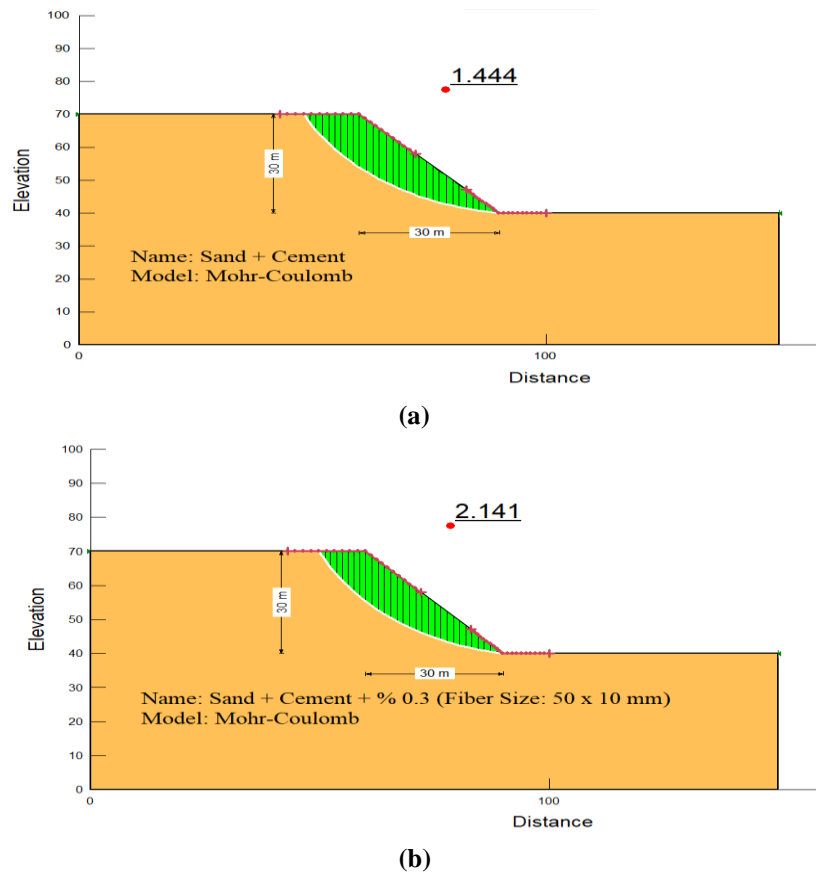 100
90
80
70
60
50
40
30
20
10
0
Elevation
1.444
30 m
30 m
Name: Sand + Cement
Model: Mohr-Coulomb
0
100
Distance
(a)
100
90
80
70
60
50
40
30
20
10
0
Elevation
2.141
30 m
30 m
Name: Sand + Cement + % 0.3 (Fiber Size: 50 x 10 mm)
Model: Mohr-Coulomb
0
100
Distance
(b)